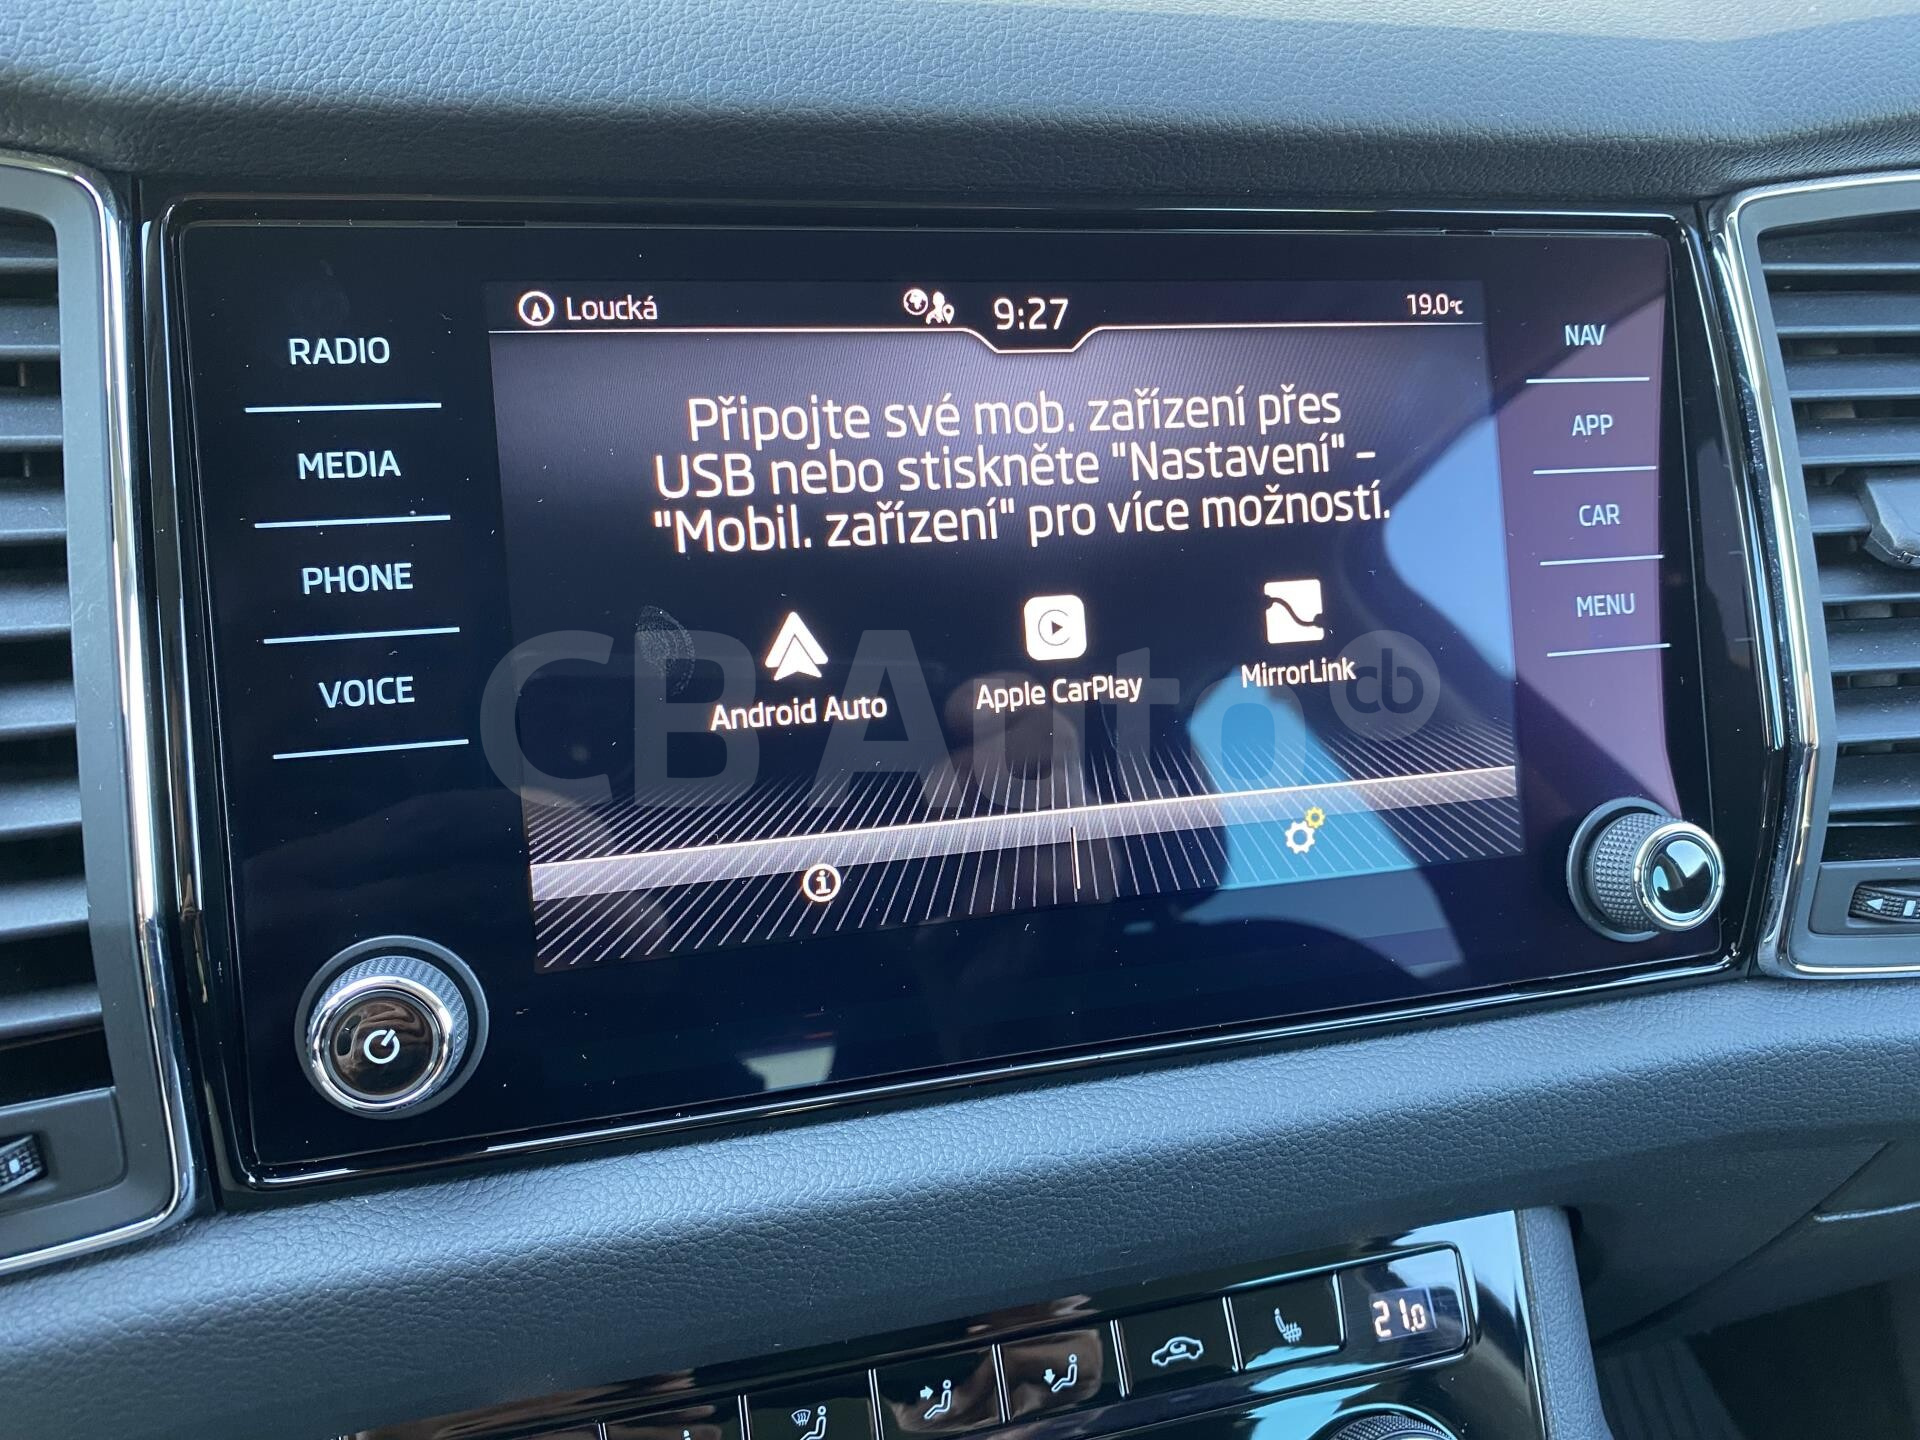 Loucká
9:27
19.0°C
RADIO
MEDIA
PHONE
VOICE
Připojte své mob. zařízení přes
USB nebo stiskněte "Nastavení" –
"Mobil. zařízení" pro více možností.
Android Auto
Apple CarPlay
MirrorLink
NAV
APP
CAR
MENU
CB Auto cb
21.0